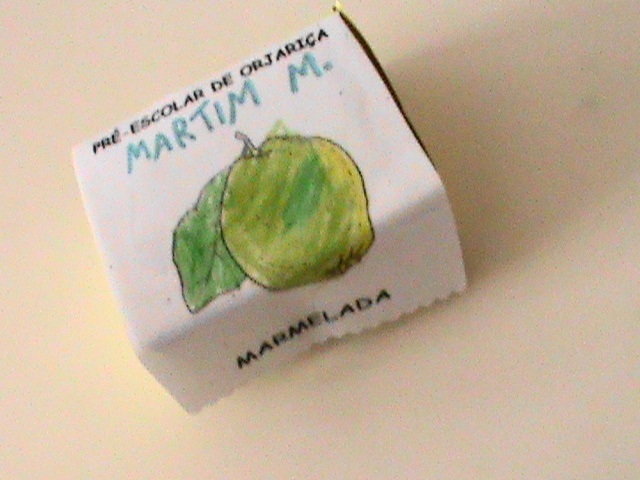 PRÉ-ESCOLAR DE ORJARIÇA
MARTIM M.
MARMELADA